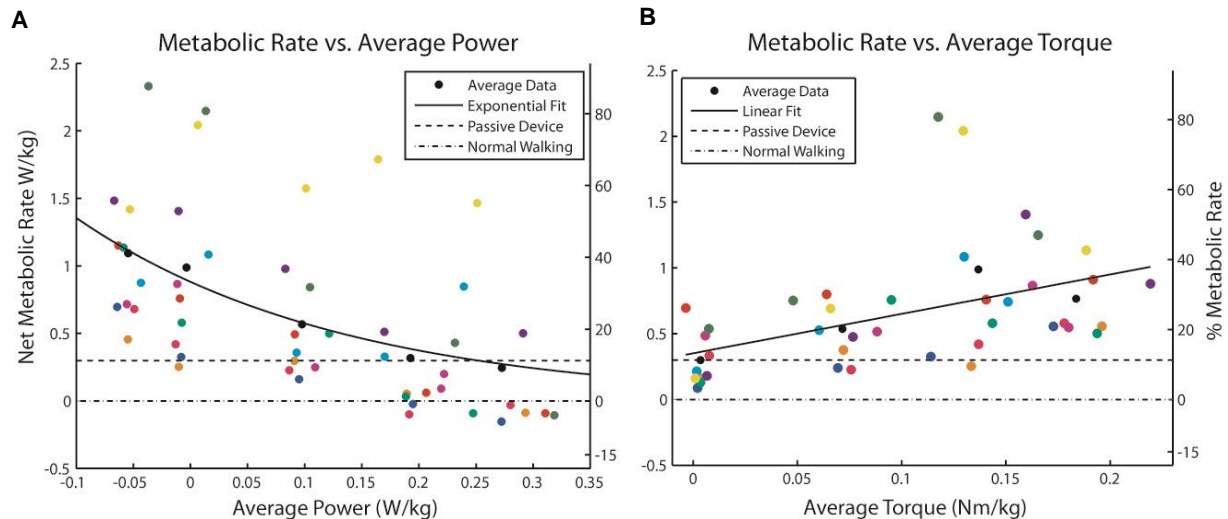 A
Metabolic Rate vs. Average Power
2.5
2
1.5
1
0.5
0
-0.5
Net Metabolic Rate W/kg
Average Data
Exponential Fit
Passive Device
Normal Walking
80
60
40
20
0
-15
-0.1
-0.05
0
0.05
0.1
0.15
0.2
0.25
0.3
0.35
Average Power (W/kg)
B
Metabolic Rate vs. Average Torque
2.5
2
1.5
1
0.5
0
-0.5
Average Data
Linear Fit
Passive Device
Normal Walking
80
60
40
20
0
-15
% Metabolic Rate
0
0.05
0.1
0.15
0.2
Average Torque (Nm/kg)